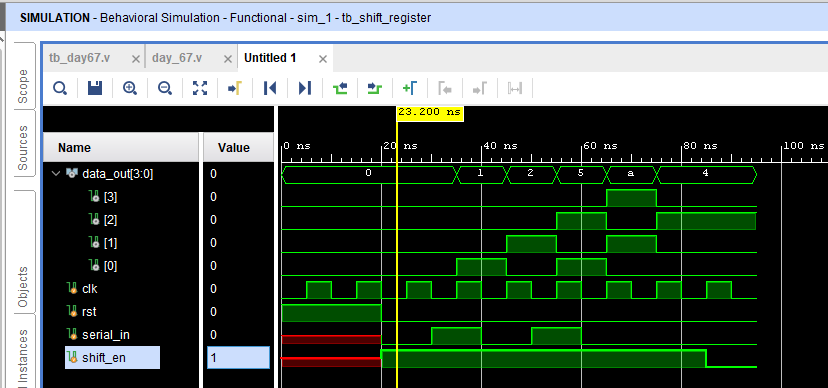 SIMULATION - Behavioral Simulation - Functional - sim_1 - tb_shift_register
tb_day67.v × day_67.v × Untitled 1 ×
Scope
Sources
Objects
Instances
23.200 ns
Name Value
0 ns 20 ns 40 ns 60 ns 80 ns 100 ns
data_out[3:0] 0 0 1 2 5 a 4
[3] 0
[2] 0
[1] 0
[0] 0
clk 0
rst 0
serial_in 0
shift_en 1